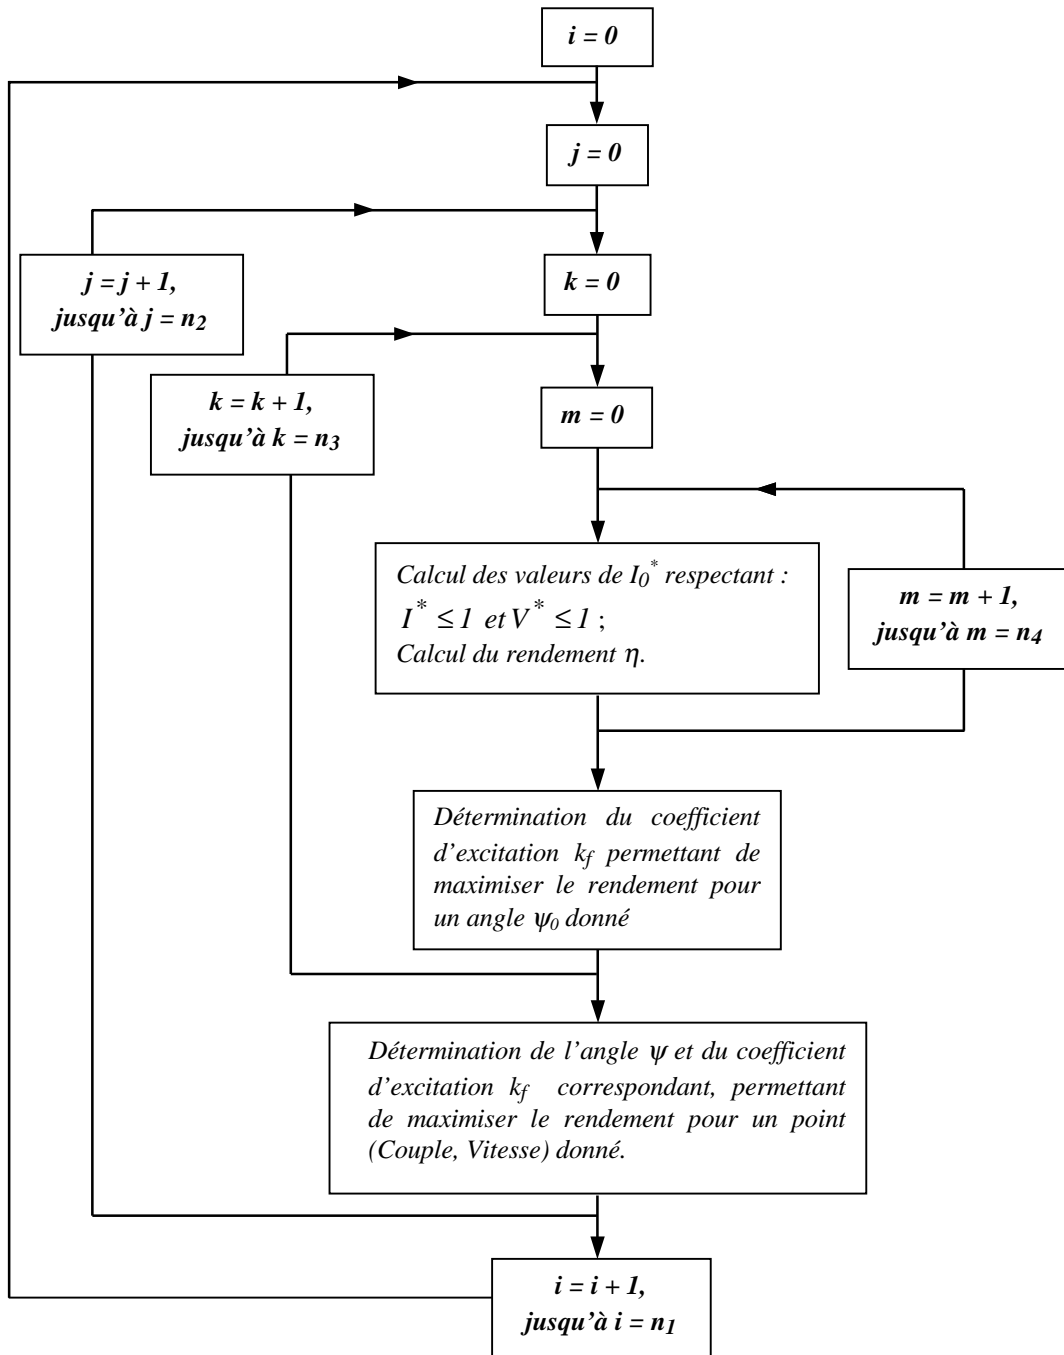 i = 0
j = 0
j = j + 1,
jusqu’à j = n2
k = 0
k = k + 1,
jusqu’à k = n3
m = 0
Calcul des valeurs de I0* respectant :
I* ≤ 1 et V* ≤ 1 ;
Calcul du rendement η.
m = m + 1,
jusqu’à m = n4
Détermination du coefficient
d'excitation kf permettant de
maximiser le rendement pour
un angle ψ0 donné
Détermination de l’angle ψ et du coefficient
d’excitation kf correspondant, permettant
de maximiser le rendement pour un point
(Couple, Vitesse) donné.
i = i + 1,
jusqu’à i = n1